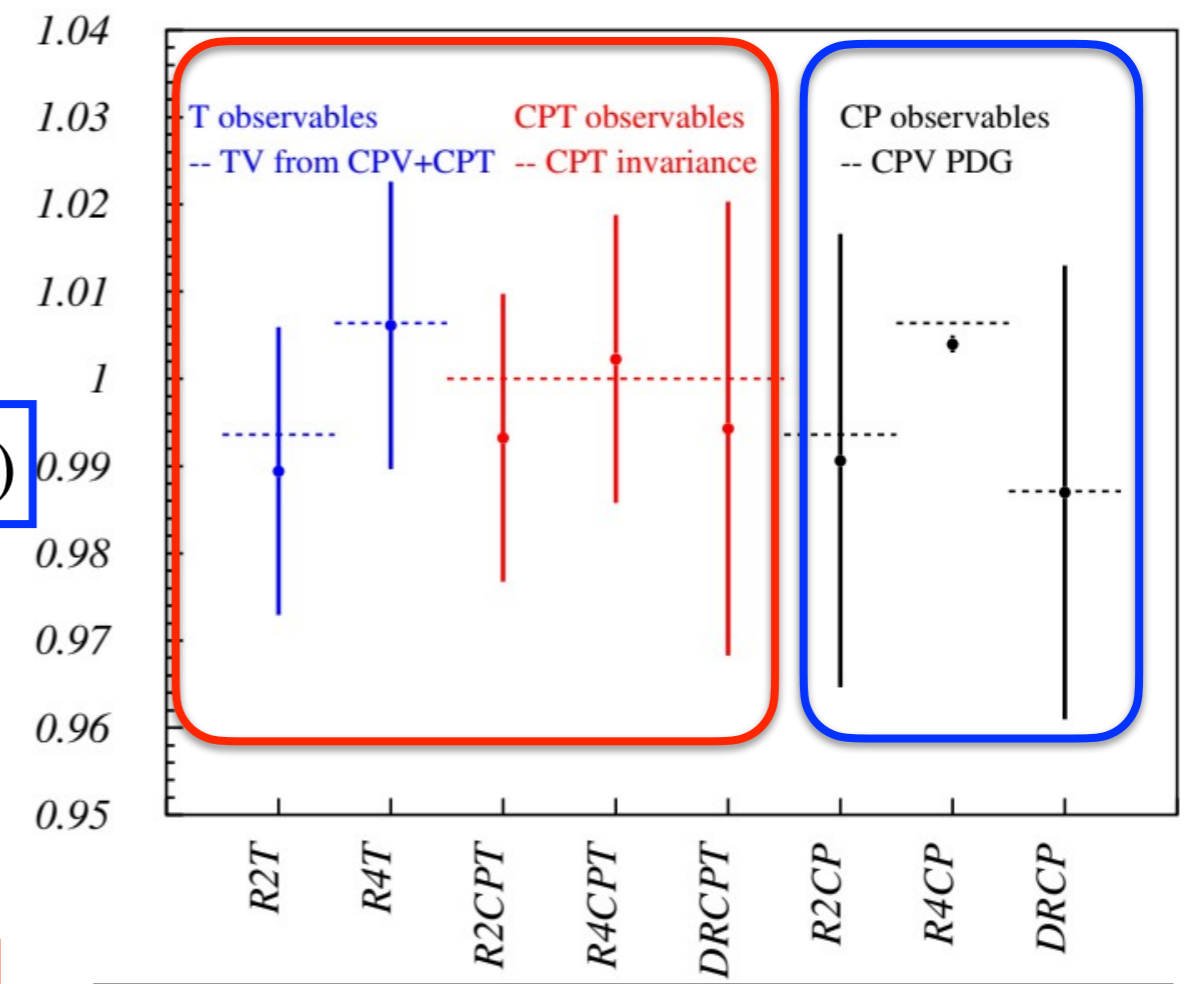 1.04
1.03
1.02
1.01
1
0.99
0.98
0.97
0.96
0.95
)
T observables
-- TV from CPV+CPT
CPT observables
-- CPT invariance
CP observables
-- CPV PDG
R2T
R4T
R2CPT
R4CPT
DRCPT
R2CP
R4CP
DRCP